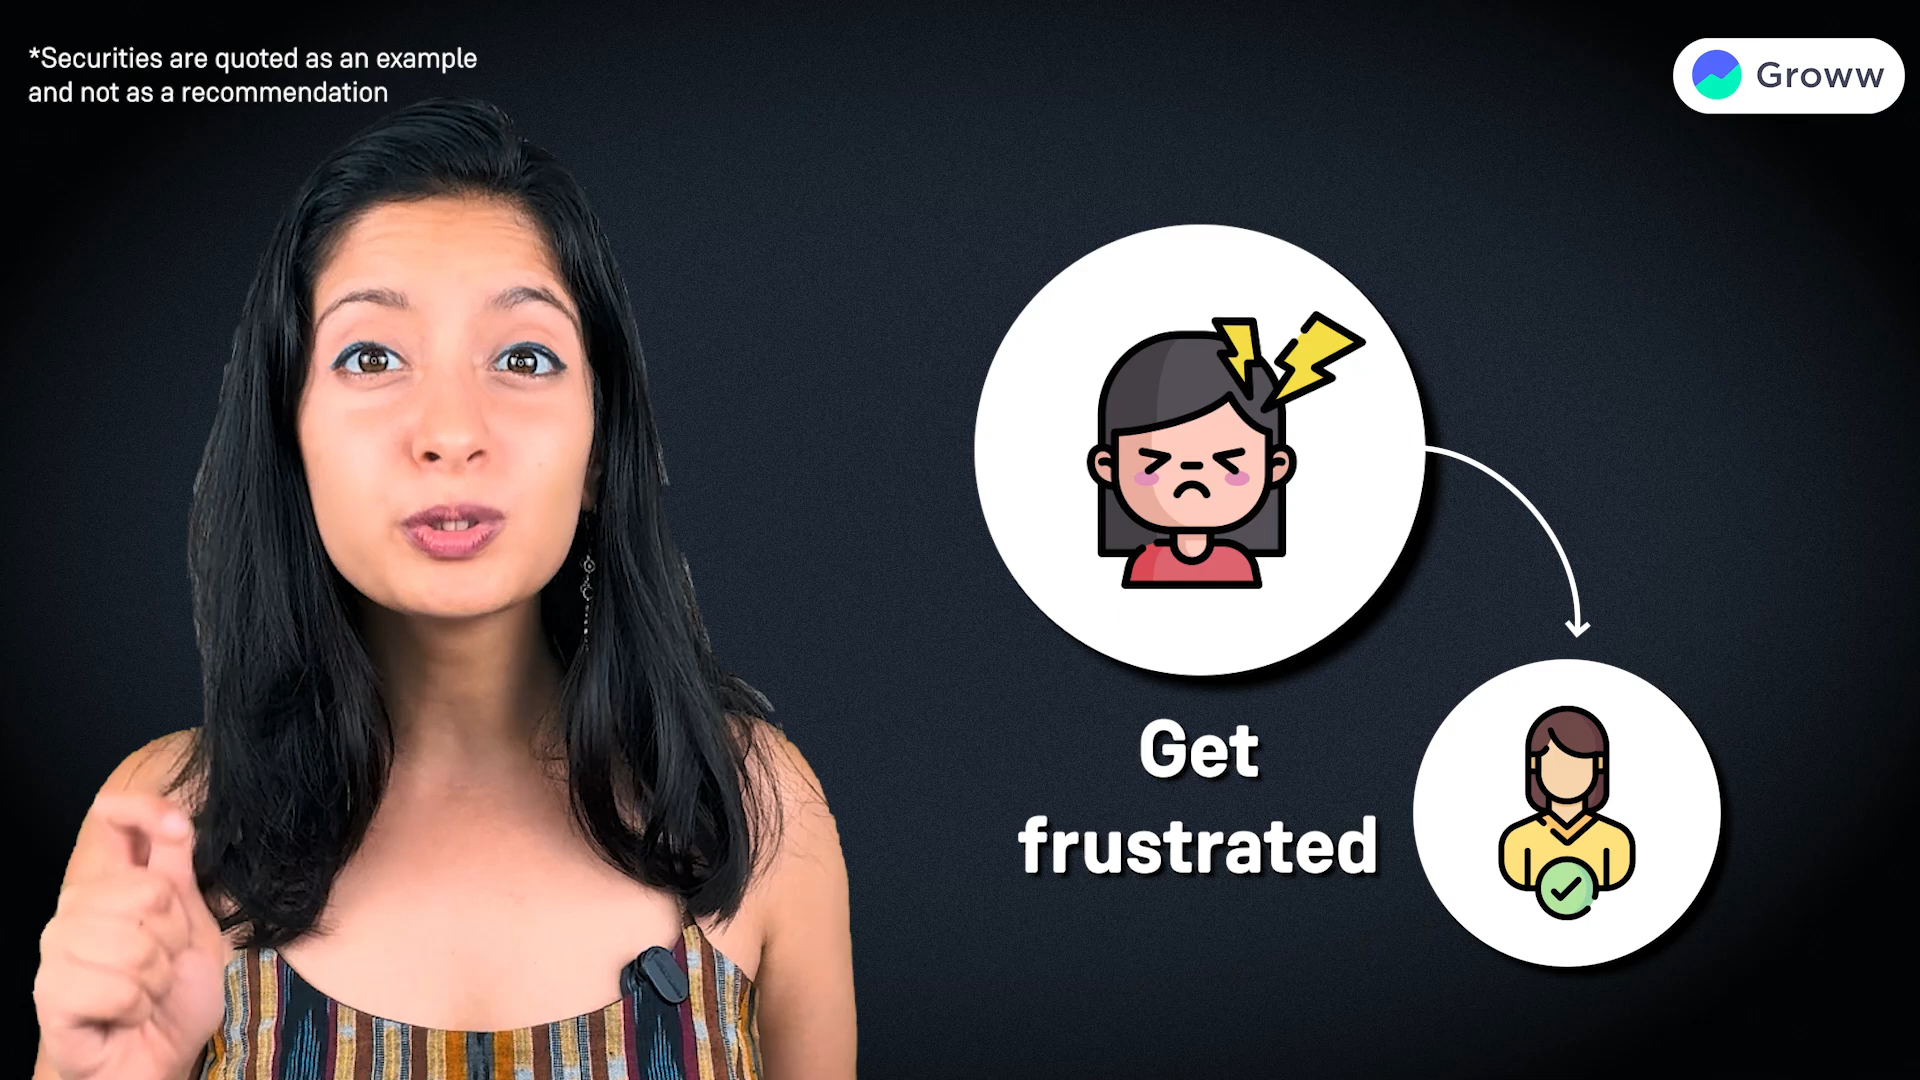 *Securities are quoted as an example
and not as a recommendation
Groww
Get
frustrated